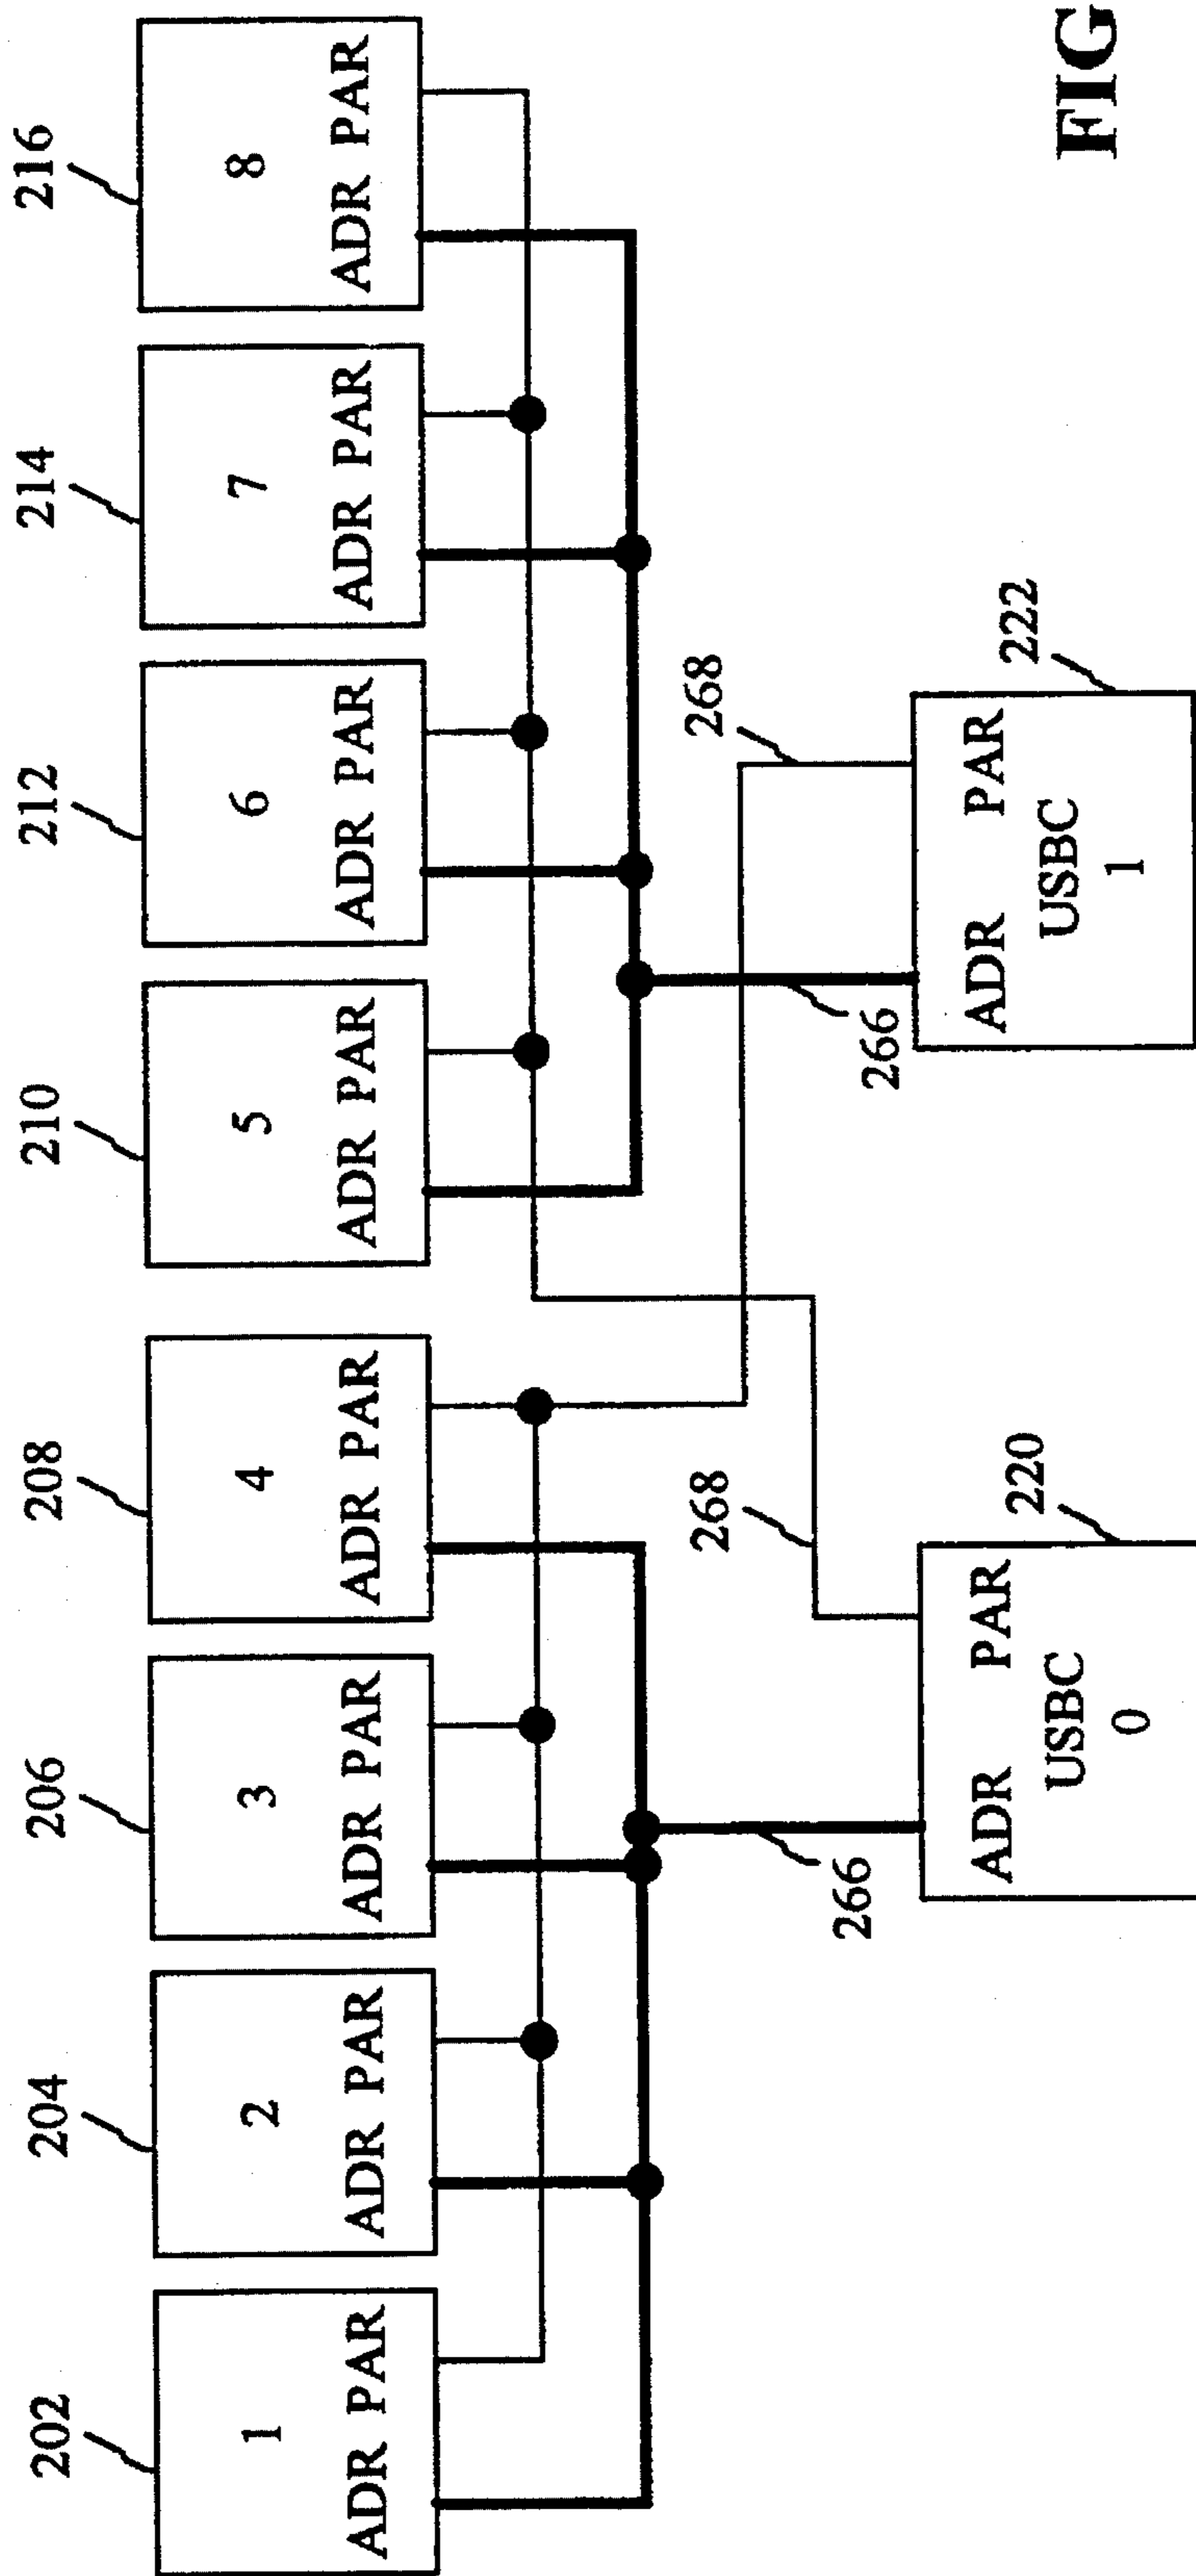 202 204 206 208 210 212 214 216
1 2 3 4 5 6 7 8
ADR PAR ADR PAR ADR PAR ADR PAR ADR PAR ADR PAR ADR PAR ADR PAR
268 268
266 266
220 222
ADR PAR ADR PAR
USBC USBC
0 1
FIG